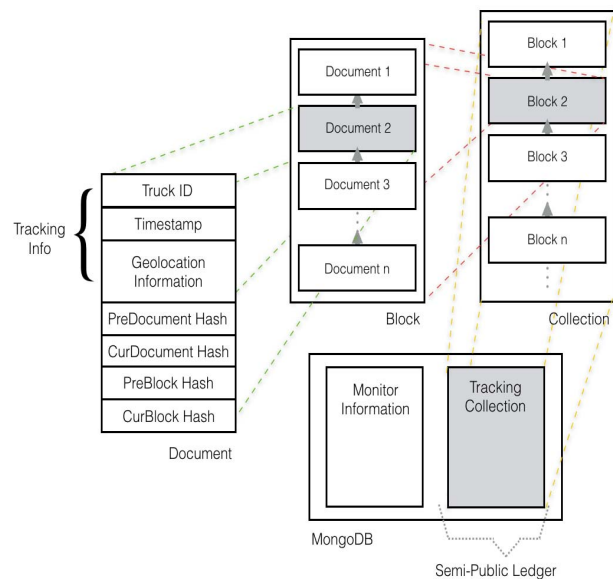 Tracking
Info
Truck ID
Timestamp
Geolocation
Information
PreDocument Hash
CurDocument Hash
PreBlock Hash
CurBlock Hash
Document
Document 1
Document 2
Document 3
Document n
Block
Block 1
Block 2
Block 3
Block n
Collection
Monitor
Information
Tracking
Collection
MongoDB
Semi-Public Ledger